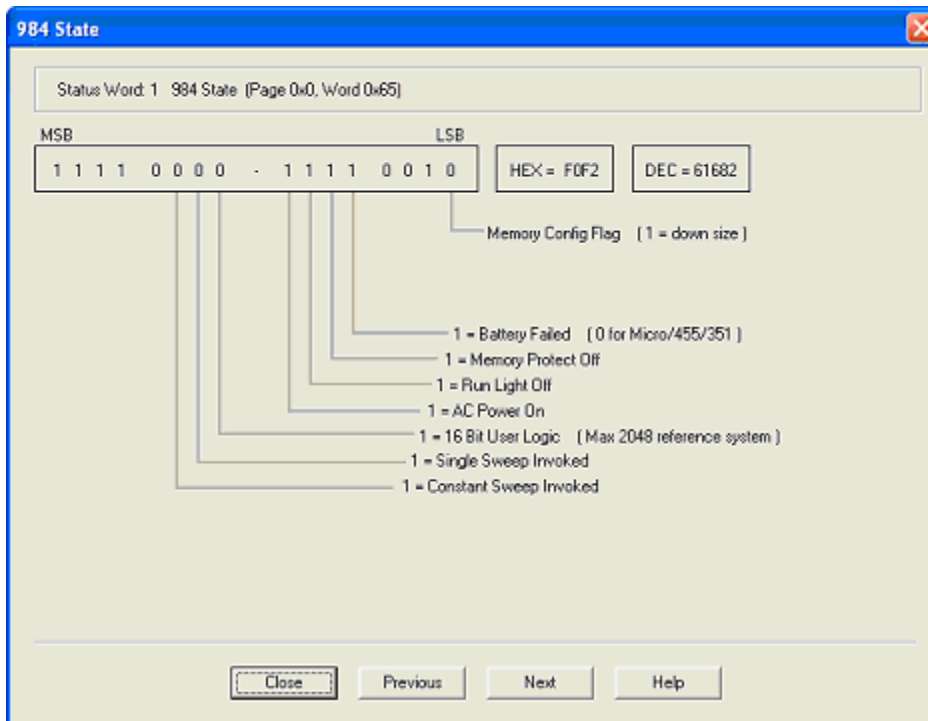 984 State
Status Word: 1 984 State (Page 0x0, Word 0x65)
MSB LSB
1 1 1 1 0 0 0 0 - 1 1 1 1 0 0 1 0 HEX = F0F2 DEC = 61682
Memory Config Flag ( 1 = down size )
1 = Battery Failed ( 0 for Micro/455/351 )
1 = Memory Protect Off
1 = Run Light Off
1 = AC Power On
1 = 16 Bit User Logic ( Max 2048 reference system )
1 = Single Sweep Invoked
1 = Constant Sweep Invoked
Close Previous Next Help